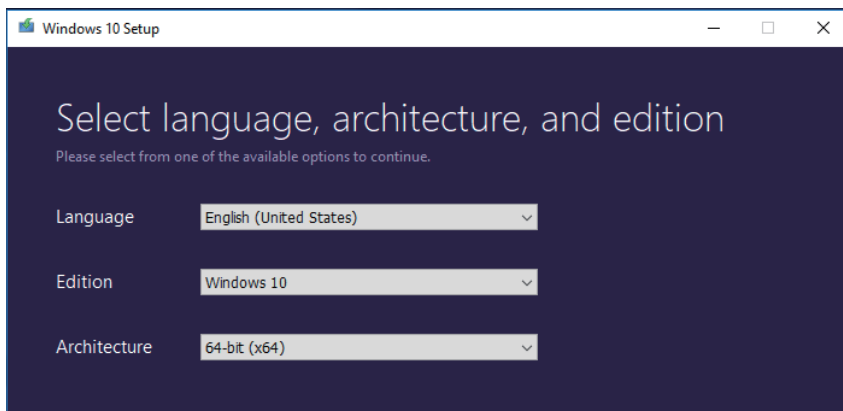 Windows 10 Setup
Select language, architecture, and edition
Please select from one of the available options to continue.
Language English (United States)
Edition Windows 10
Architecture 64-bit (x64)